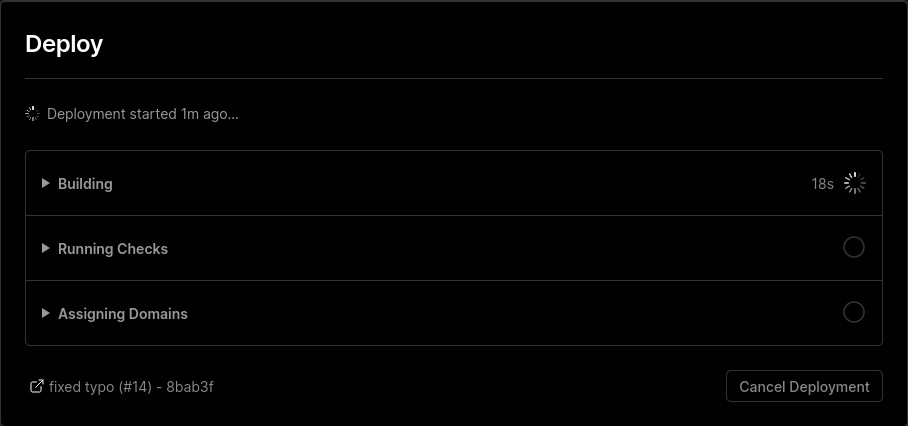 Deploy
Deployment started 1m ago...
Building 18s
Running Checks
Assigning Domains
fixed typo (#14) - 8bab3f Cancel Deployment